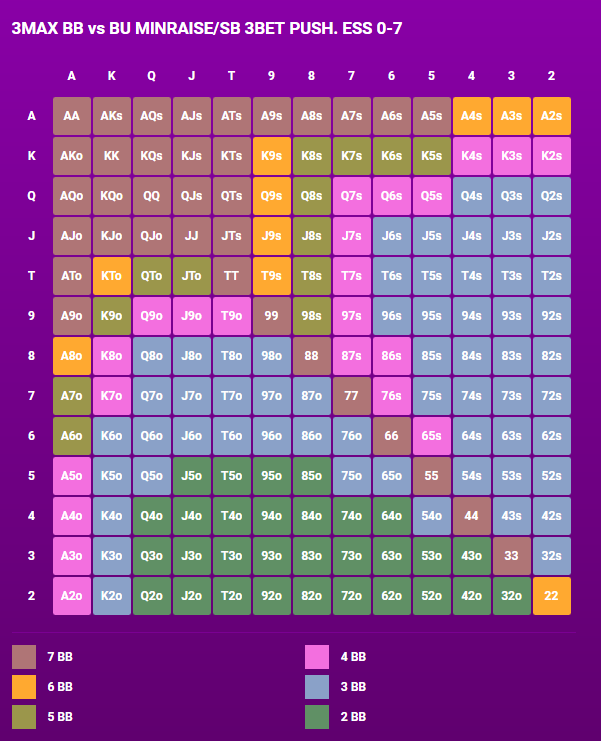 3MAX BB vs BU MINRAISE/SB 3BET PUSH. ESS 0-7
A K Q J T 9 8 7 6 5 4 3 2
A AA AKs AQs AJs ATs A9s A8s A7s A6s A5s A4s A3s A2s
K AKo KK KQs KJs KTs K9s K8s K7s K6s K5s K4s K3s K2s
Q AQo KQo QQ QJs QTs Q9s Q8s Q7s Q6s Q5s Q4s Q3s Q2s
J AJo KJo QJo JJ JTs J9s J8s J7s J6s J5s J4s J3s J2s
T ATo KTo QTo JTo TT T9s T8s T7s T6s T5s T4s T3s T2s
9 A9o K9o Q9o J9o T9o 99 98s 97s 96s 95s 94s 93s 92s
8 A8o K8o Q8o J8o T8o 98o 88 87s 86s 85s 84s 83s 82s
7 A7o K7o Q7o J7o T7o 97o 87o 77 76s 75s 74s 73s 72s
6 A6o K6o Q6o J6o T6o 96o 86o 76o 66 65s 64s 63s 62s
5 A5o K5o Q5o J5o T5o 95o 85o 75o 65o 55 54s 53s 52s
4 A4o K4o Q4o J4o T4o 94o 84o 74o 64o 54o 44 43s 42s
3 A3o K3o Q3o J3o T3o 93o 83o 73o 63o 53o 43o 33 32s
2 A2o K2o Q2o J2o T2o 92o 82o 72o 62o 52o 42o 32o 22
7 BB 4 BB
6 BB 3 BB
5 BB 2 BB